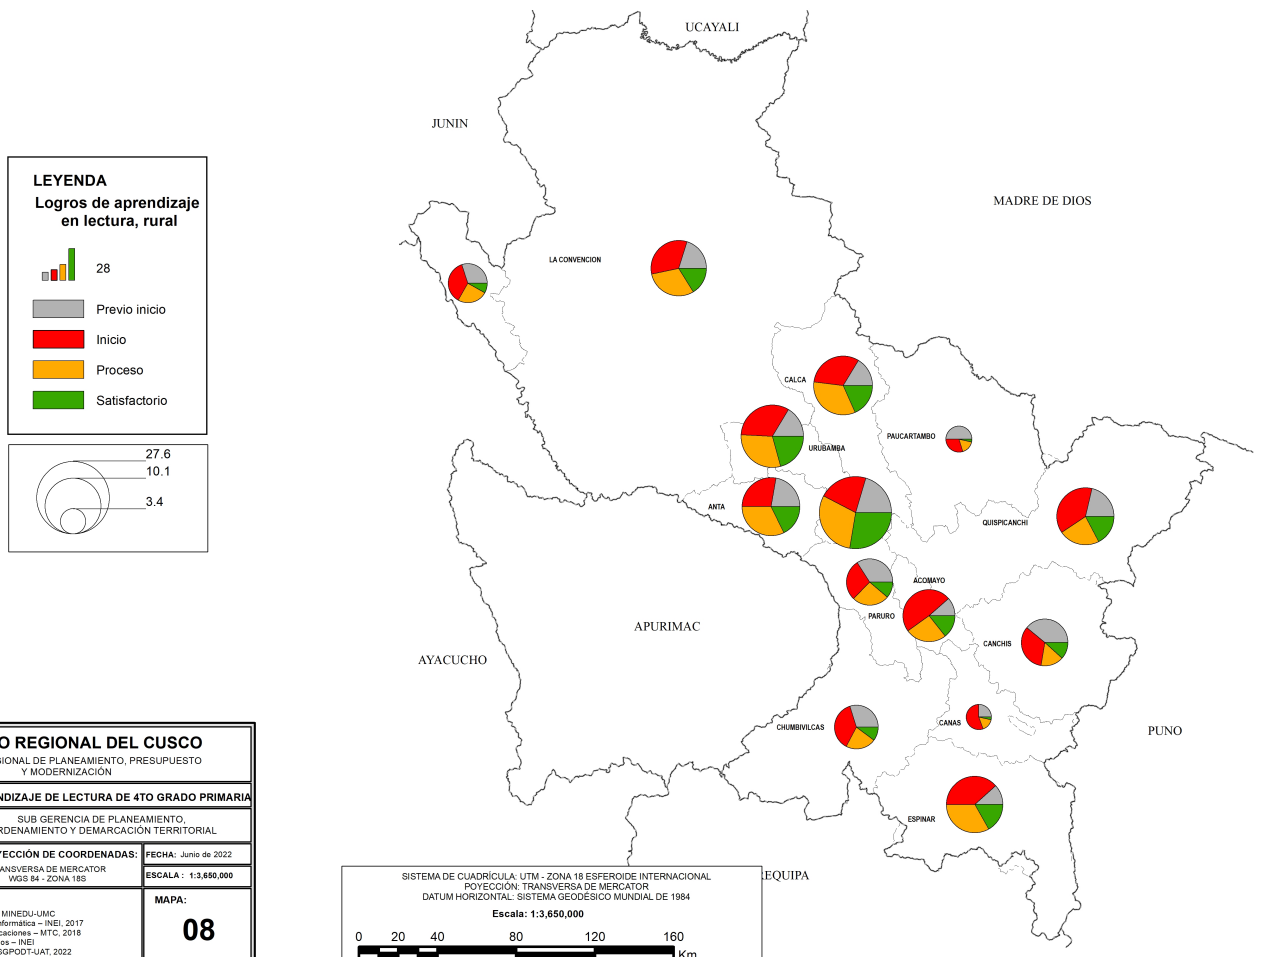 UCAYALI
JUNIN
MADRE DE DIOS
LEYENDA
Logros de aprendizaje
en lectura, rural
28
Previo inicio
Inicio
Proceso
Satisfactorio
27.6
10.1
3.4
LA CONVENCION
CALCA
PAUCARTAMBO
URUBAMBA
ANTA
QUISPICANCHI
ACOMAYO
PARURO
CANCHIS
APURIMAC
AYACUCHO
CHUMBIVILCAS
CANAS
PUNO
ESPINAR
REQUIPA
O REGIONAL DEL CUSCO
GIONAL DE PLANEAMIENTO, PRESUPUESTO
Y MODERNIZACIÓN
NDIZAJE DE LECTURA DE 4TO GRADO PRIMARIA
SUB GERENCIA DE PLANEAMIENTO,
RDENAMIENTO Y DEMARCACIÓN TERRITORIAL
YECCIÓN DE COORDENADAS:
ANSVERSA DE MERCATOR
WGS 84 - ZONA 18S
FECHA: Junio de 2022
ESCALA : 1:3,650,000
MINEDU-UMC
nformática – INEI, 2017
caciones – MTC, 2018
os – INEI
SGPODT-UAT, 2022
MAPA:
08
SISTEMA DE CUADRÍCULA: UTM - ZONA 18 ESFEROIDE INTERNACIONAL
POYECCIÓN: TRANSVERSA DE MERCATOR
DATUM HORIZONTAL: SISTEMA GEODÉSICO MUNDIAL DE 1984
Escala: 1:3,650,000
0 20 40 80 120 160
Km